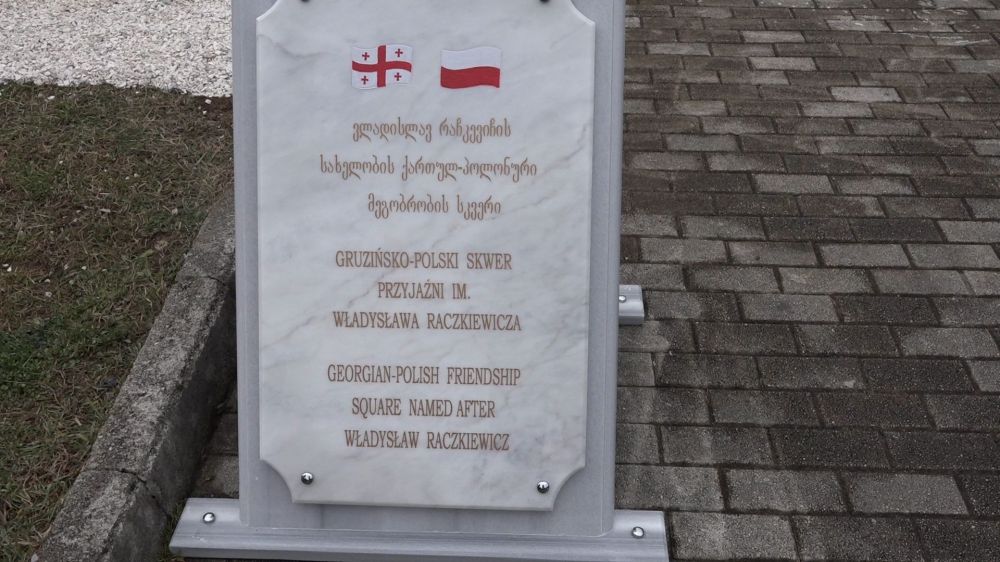 ვლადისლავ რაჩკევიჩის
სახელობის ქართულ-პოლონური
მეგობრობის სკვერი
GRUZIŃSKO-POLSKI SKWER
PRZYJAŹNI IM.
WŁADYSŁAWA RACZKIEWICZA
GEORGIAN-POLISH FRIENDSHIP
SQUARE NAMED AFTER
WŁADYSŁAW RACZKIEWICZ